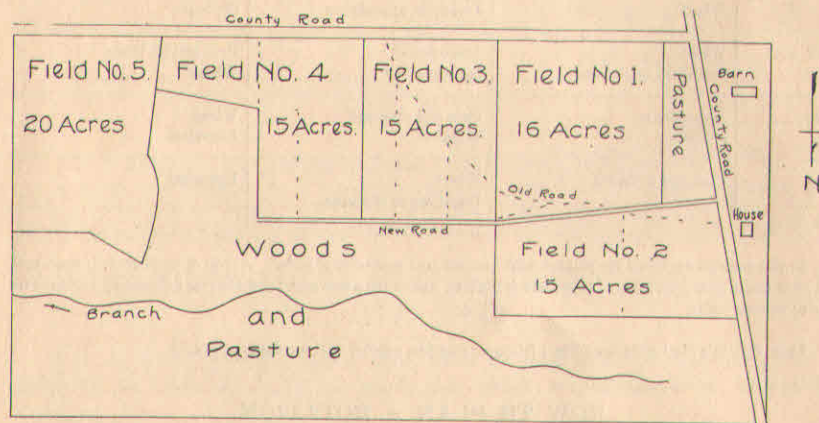 County Road
Field No. 5.
20 Acres
Field No. 4
15 Acres.
Field No. 3.
15 Acres.
Field No 1.
16 Acres
Pasture
Barn
County Road
N
Old Road
House
New Road
Field No. 2
15 Acres
Woods
and
Pasture
Branch